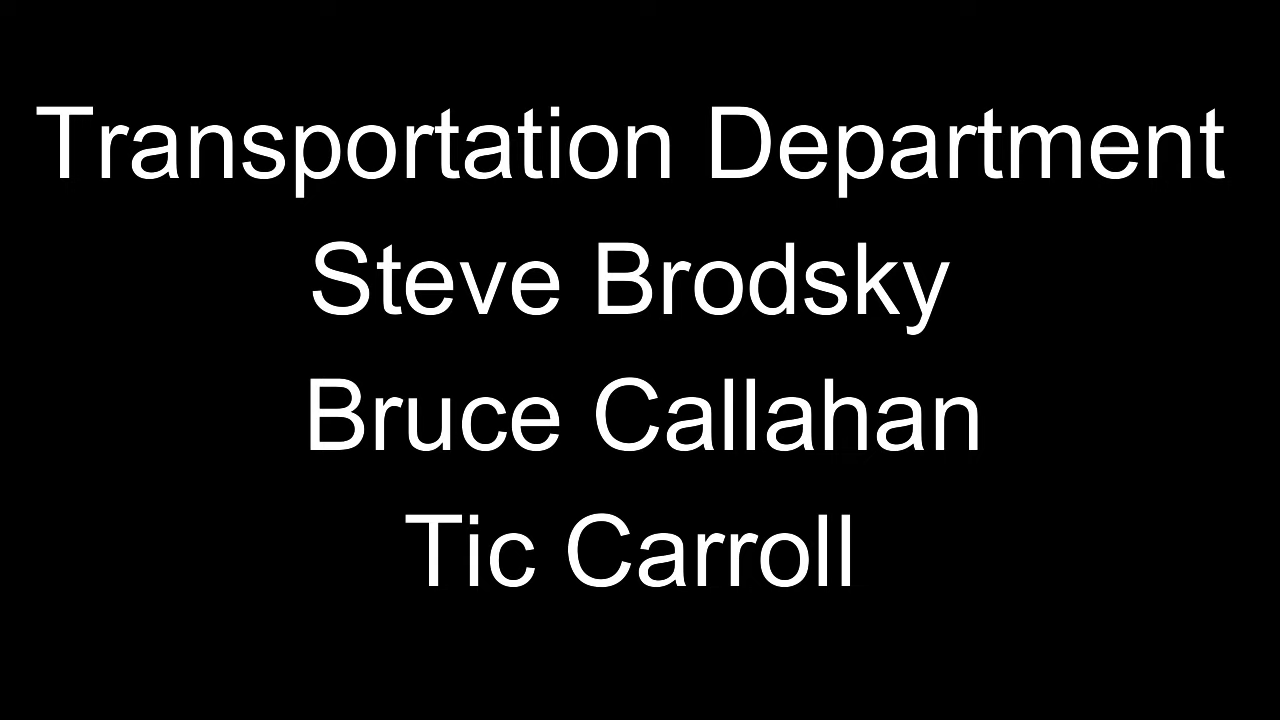 Transportation Department
Steve Brodsky
Bruce Callahan
Tic Carroll